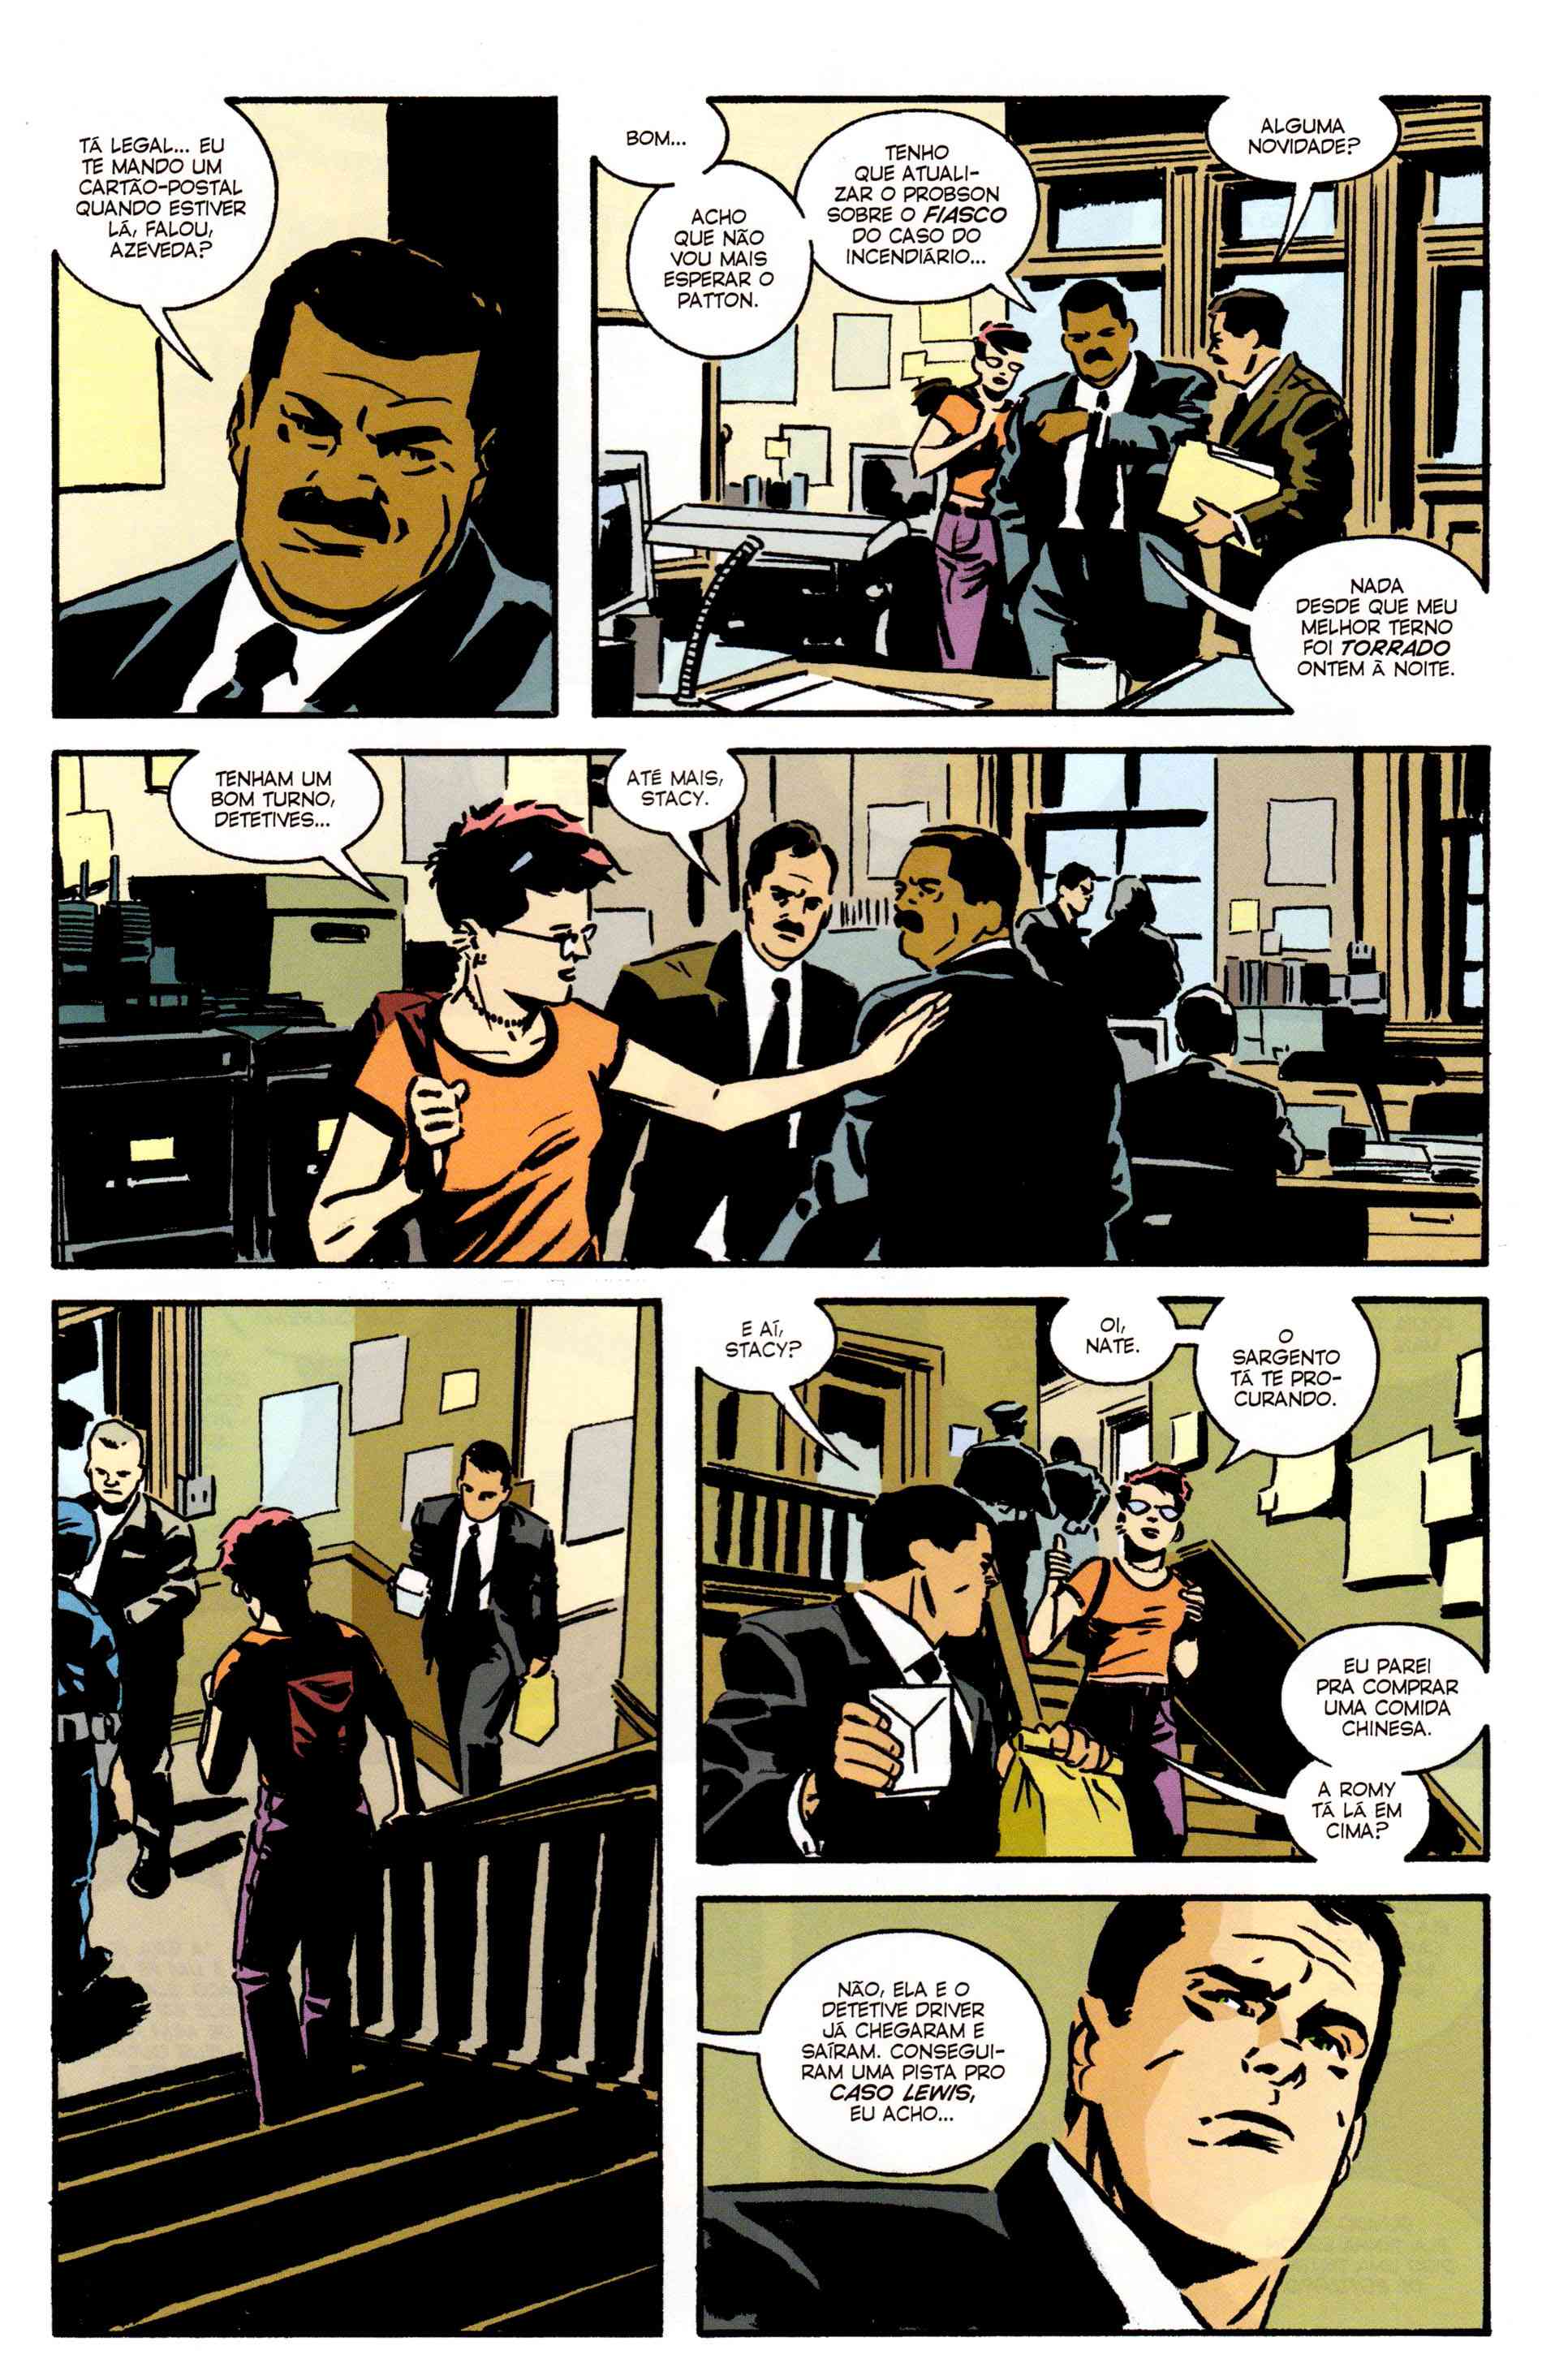 TÁ LEGAL... EU
TE MANDO UM
CARTÃO-POSTAL
QUANDO ESTIVER
LÁ, FALOU,
AZEVEDA?
BOM...
ACHO
QUE NÃO
VOU MAIS
ESPERAR O
PATTON.
TENHO
QUE ATUALI-
ZAR O PROBSON
SOBRE O FIASCO
DO CASO DO
INCENDIÁRIO...
ALGUMA
NOVIDADE?
NADA
DESDE QUE MEU
MELHOR TERNO
FOI TORRADO
ONTEM À NOITE.
TENHAM UM
BOM TURNO,
DETETIVES...
ATÉ MAIS,
STACY.
E AÍ,
STACY?
OI,
NATE.
O
SARGENTO
TÁ TE PRO-
CURANDO.
EU PAREI
PRA COMPRAR
UMA COMIDA
CHINESA.
A ROMY
TÁ LÁ EM
CIMA?
NÃO, ELA E O
DETETIVE DRIVER
JÁ CHEGARAM E
SAÍRAM. CONSEGUI-
RAM UMA PISTA PRO
CASO LEWIS,
EU ACHO...